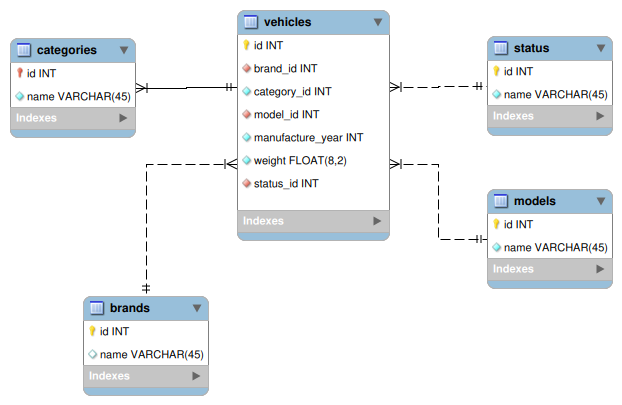 categories
id INT
name VARCHAR(45)
Indexes
vehicles
id INT
brand_id INT
category_id INT
model_id INT
manufacture_year INT
weight FLOAT(8,2)
status_id INT
Indexes
status
id INT
name VARCHAR(45)
Indexes
models
id INT
name VARCHAR(45)
Indexes
brands
id INT
name VARCHAR(45)
Indexes